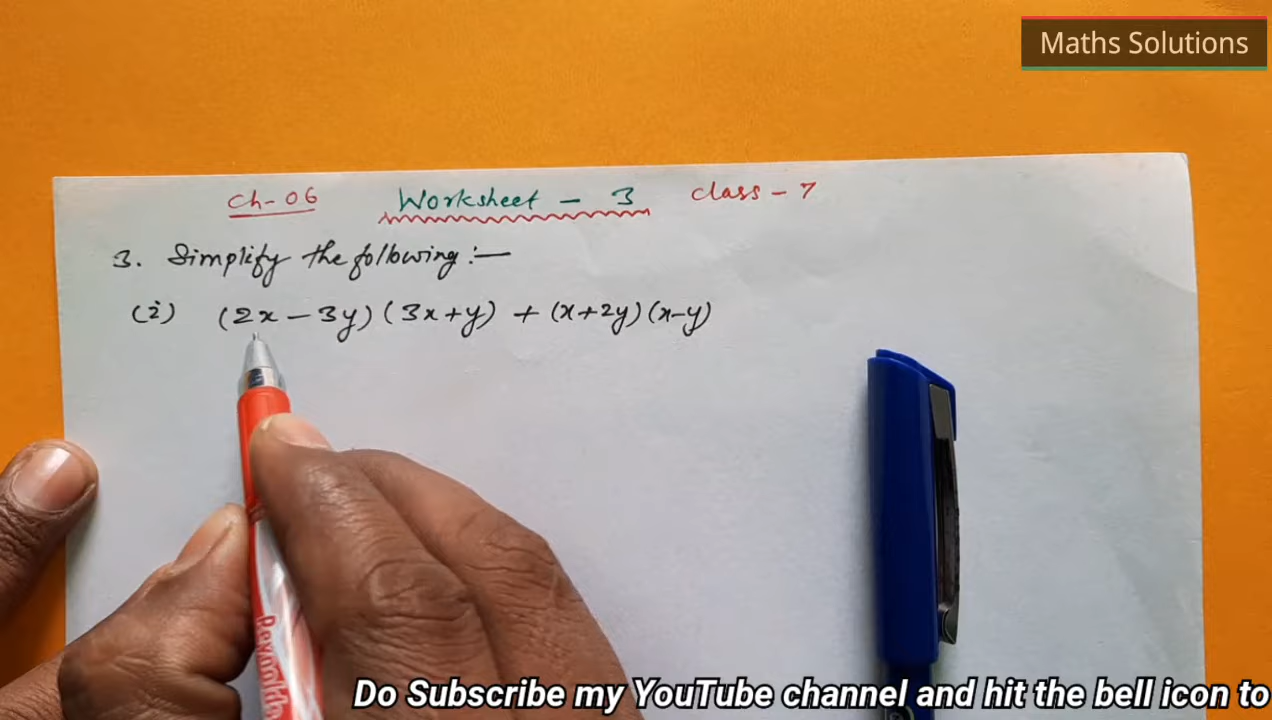 Maths Solutions
Ch-06 Worksheet - 3 Class - 7
3. Simplify the following :—
(i) (2x - 3y) (3x+y) + (x+2y) (x-y)
Reynolds
Do Subscribe my YouTube channel and hit the bell icon to